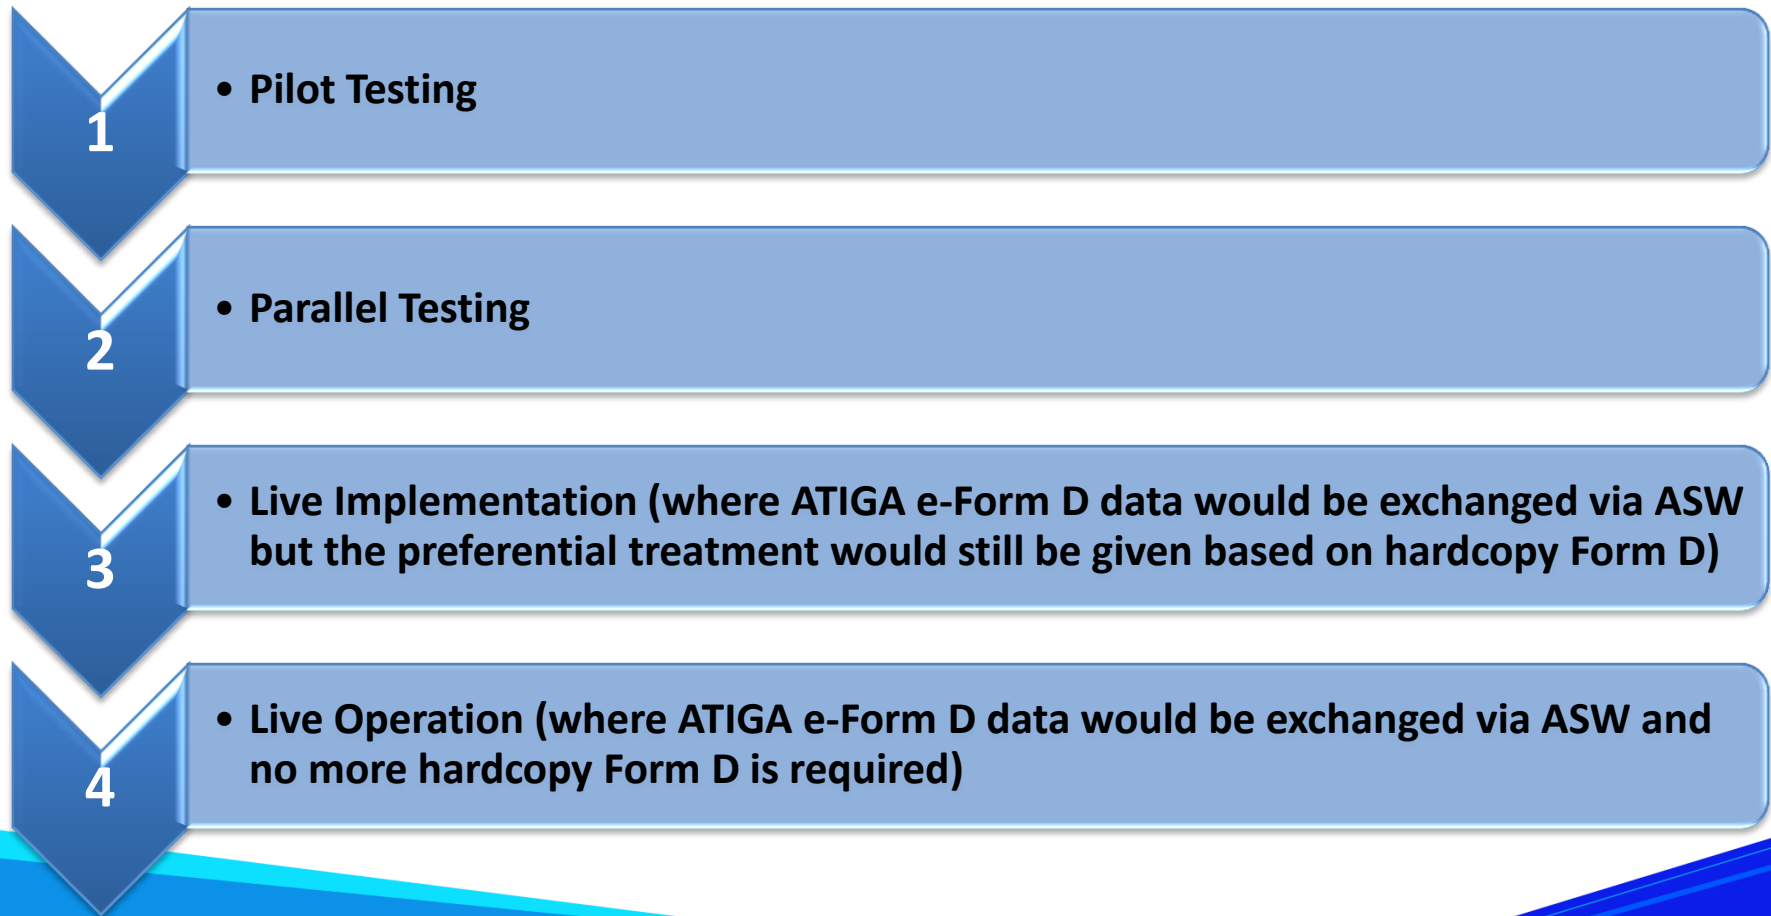 1
• Pilot Testing
2
• Parallel Testing
3
• Live Implementation (where ATIGA e-Form D data would be exchanged via ASW
but the preferential treatment would still be given based on hardcopy Form D)
4
• Live Operation (where ATIGA e-Form D data would be exchanged via ASW and
no more hardcopy Form D is required)